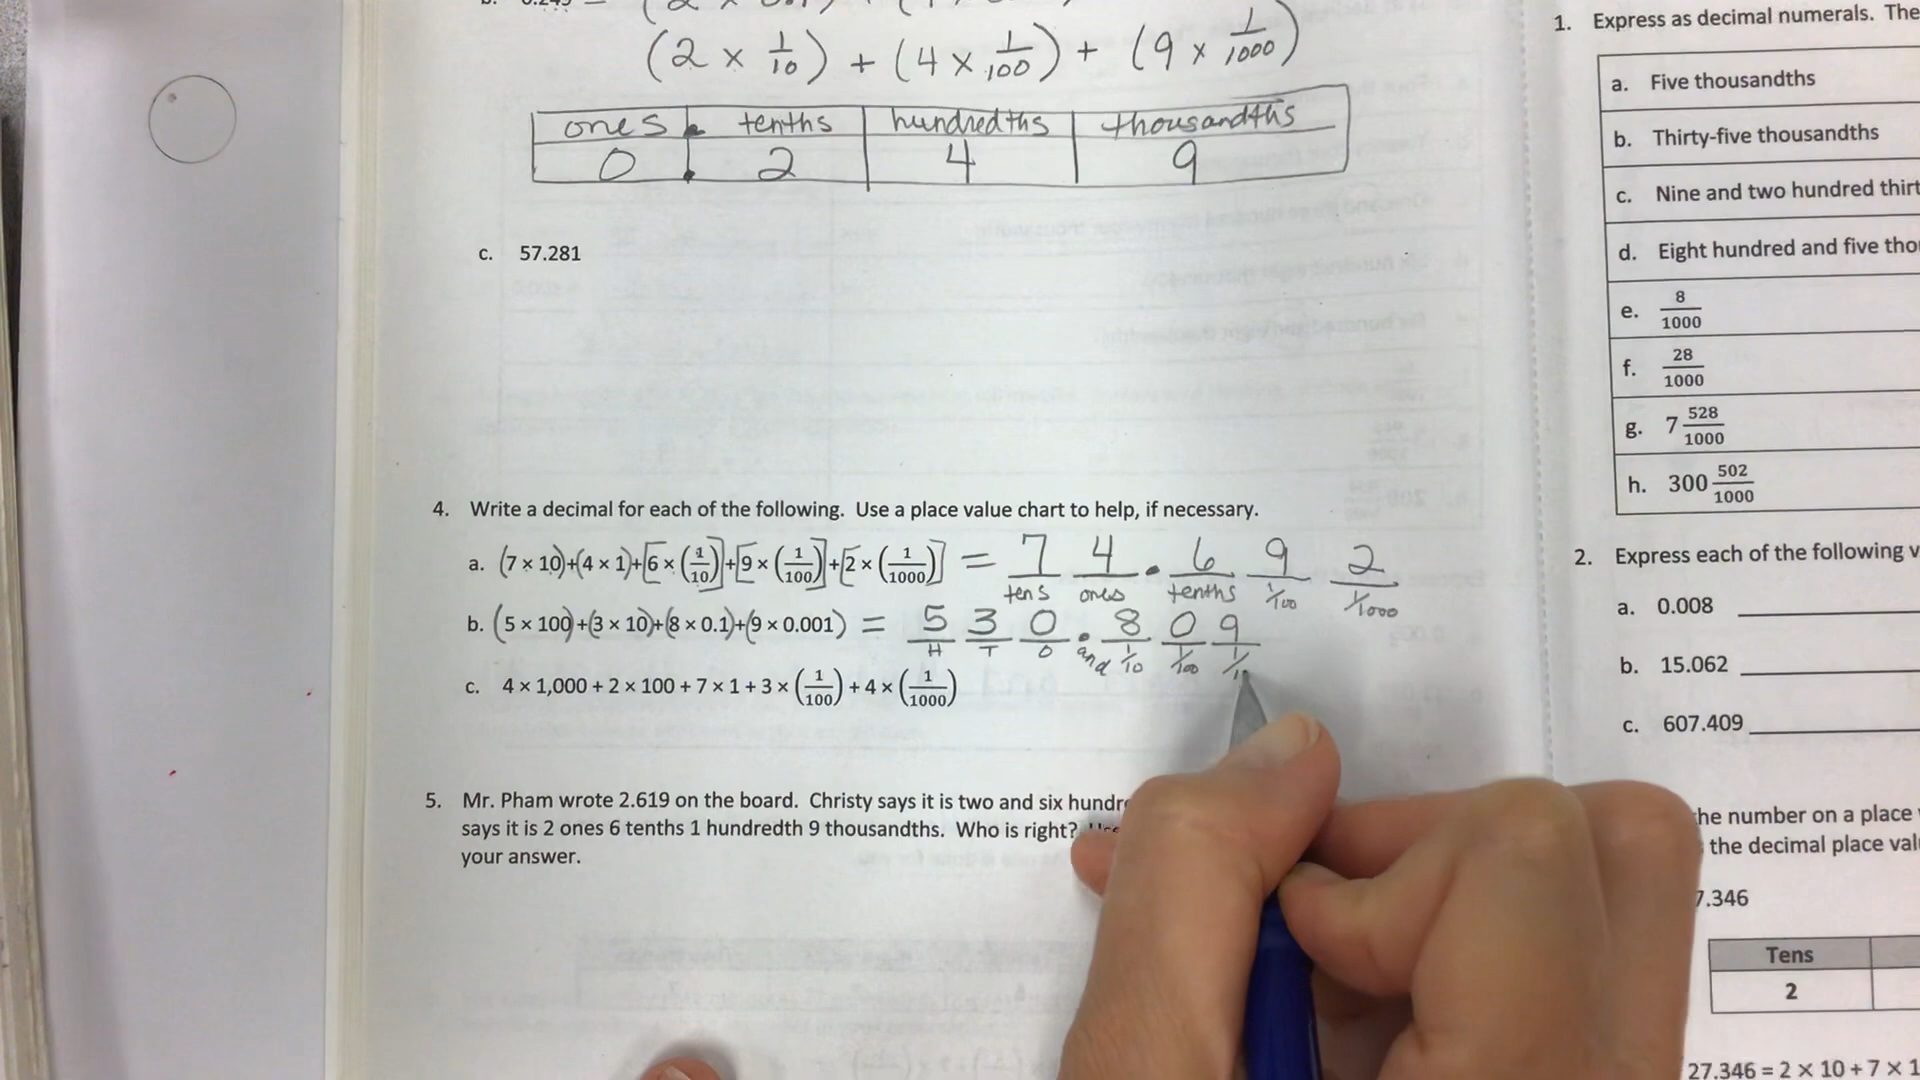 (2 × 1/10) + (4 × 1/100) + (9 × 1/1000)
ones . tenths hundredths thousandths
0 . 2 4 9
c. 57.281
4. Write a decimal for each of the following. Use a place value chart to help, if necessary.
a. (7 × 10)+(4 × 1)+[6 × (1/10)]+[9 × (1/100)]+[2 × (1/1000)] = 7 4 . 6 9 2
tens ones tenths 1/100 1/1000
b. (5 × 100)+(3 × 10)+(8 × 0.1)+(9 × 0.001) = 5 3 0 . 8 0 9
H T O and 1/10 1/100
c. 4 × 1,000 + 2 × 100 + 7 × 1 + 3 × (1/100) + 4 × (1/1000)
5. Mr. Pham wrote 2.619 on the board. Christy says it is two and six
says it is 2 ones 6 tenths 1 hundredth 9 thousandths. Who is right?
your answer.
1. Express as decimal numerals. The
a. Five thousandths
b. Thirty-five thousandths
c. Nine and two hundred
d. Eight hundred and five
e. 8/1000
f. 28/1000
g. 7 528/1000
h. 300 502/1000
2. Express each of the following
a. 0.008
b. 15.062
c. 607.409
the number on a place
the decimal place
7.346
Tens
2
27.346 = 2 × 10 + 7 × 1